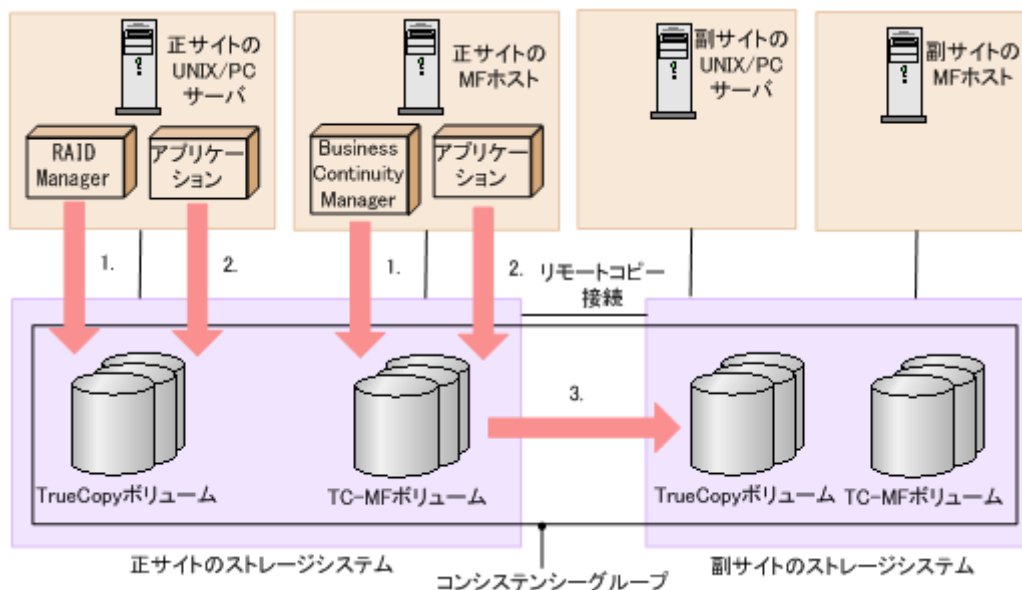 正サイトの
UNIX/PC
サーバ
正サイトの
MFホスト
副サイトの
UNIX/PC
サーバ
副サイトの
MFホスト
RAID
Manager
アプリケー
ション
Business
Continuity
Manager
アプリケー
ション
1.
2.
1.
2.
リモートコピー
接続
3.
TrueCopyボリューム
TC-MFボリューム
TrueCopyボリューム
TC-MFボリューム
正サイトのストレージシステム
コンシステンシーグループ
副サイトのストレージシステム